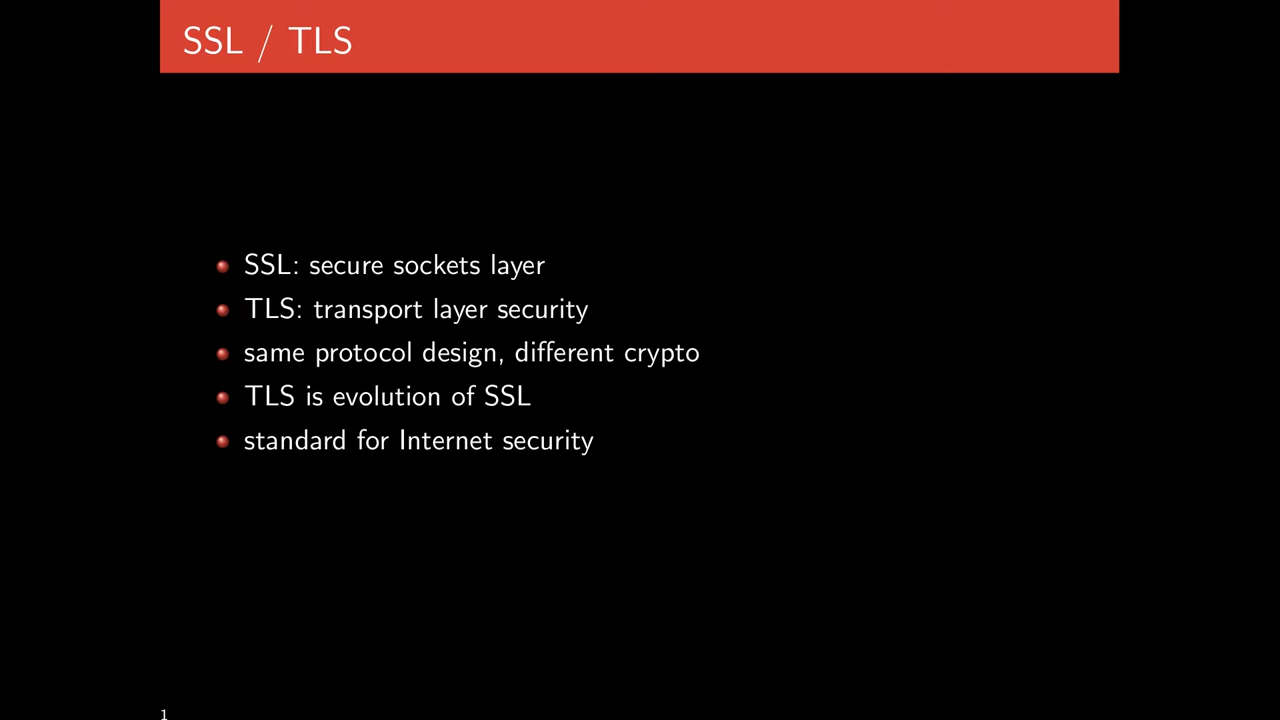 SSL / TLS
SSL: secure sockets layer
TLS: transport layer security
same protocol design, different crypto
TLS is evolution of SSL
standard for Internet security
1